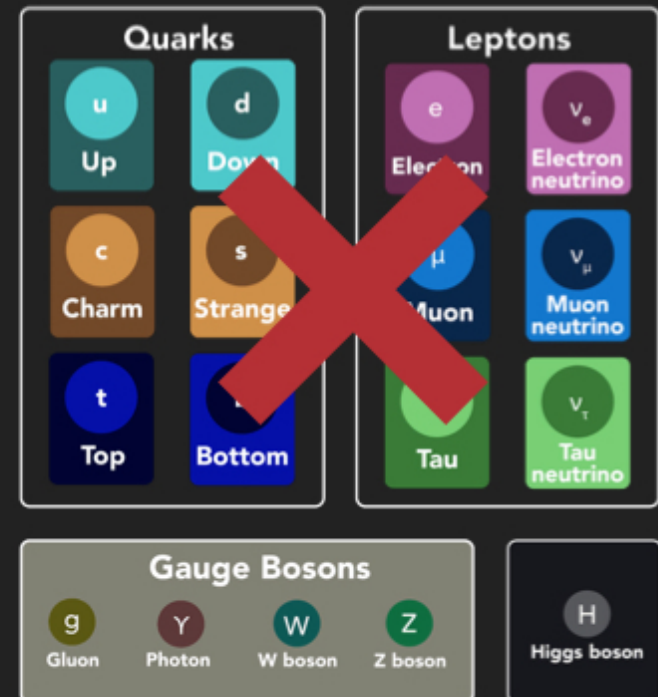 Quarks
Leptons
u
d
e
νe
Up
Down
Electron
Electron
neutrino
c
s
μ
νμ
Charm
Strange
Muon
Muon
neutrino
t
ντ
Top
Bottom
Tau
Tau
neutrino
Gauge Bosons
g
γ
W
Z
H
Gluon
Photon
W boson
Z boson
Higgs boson